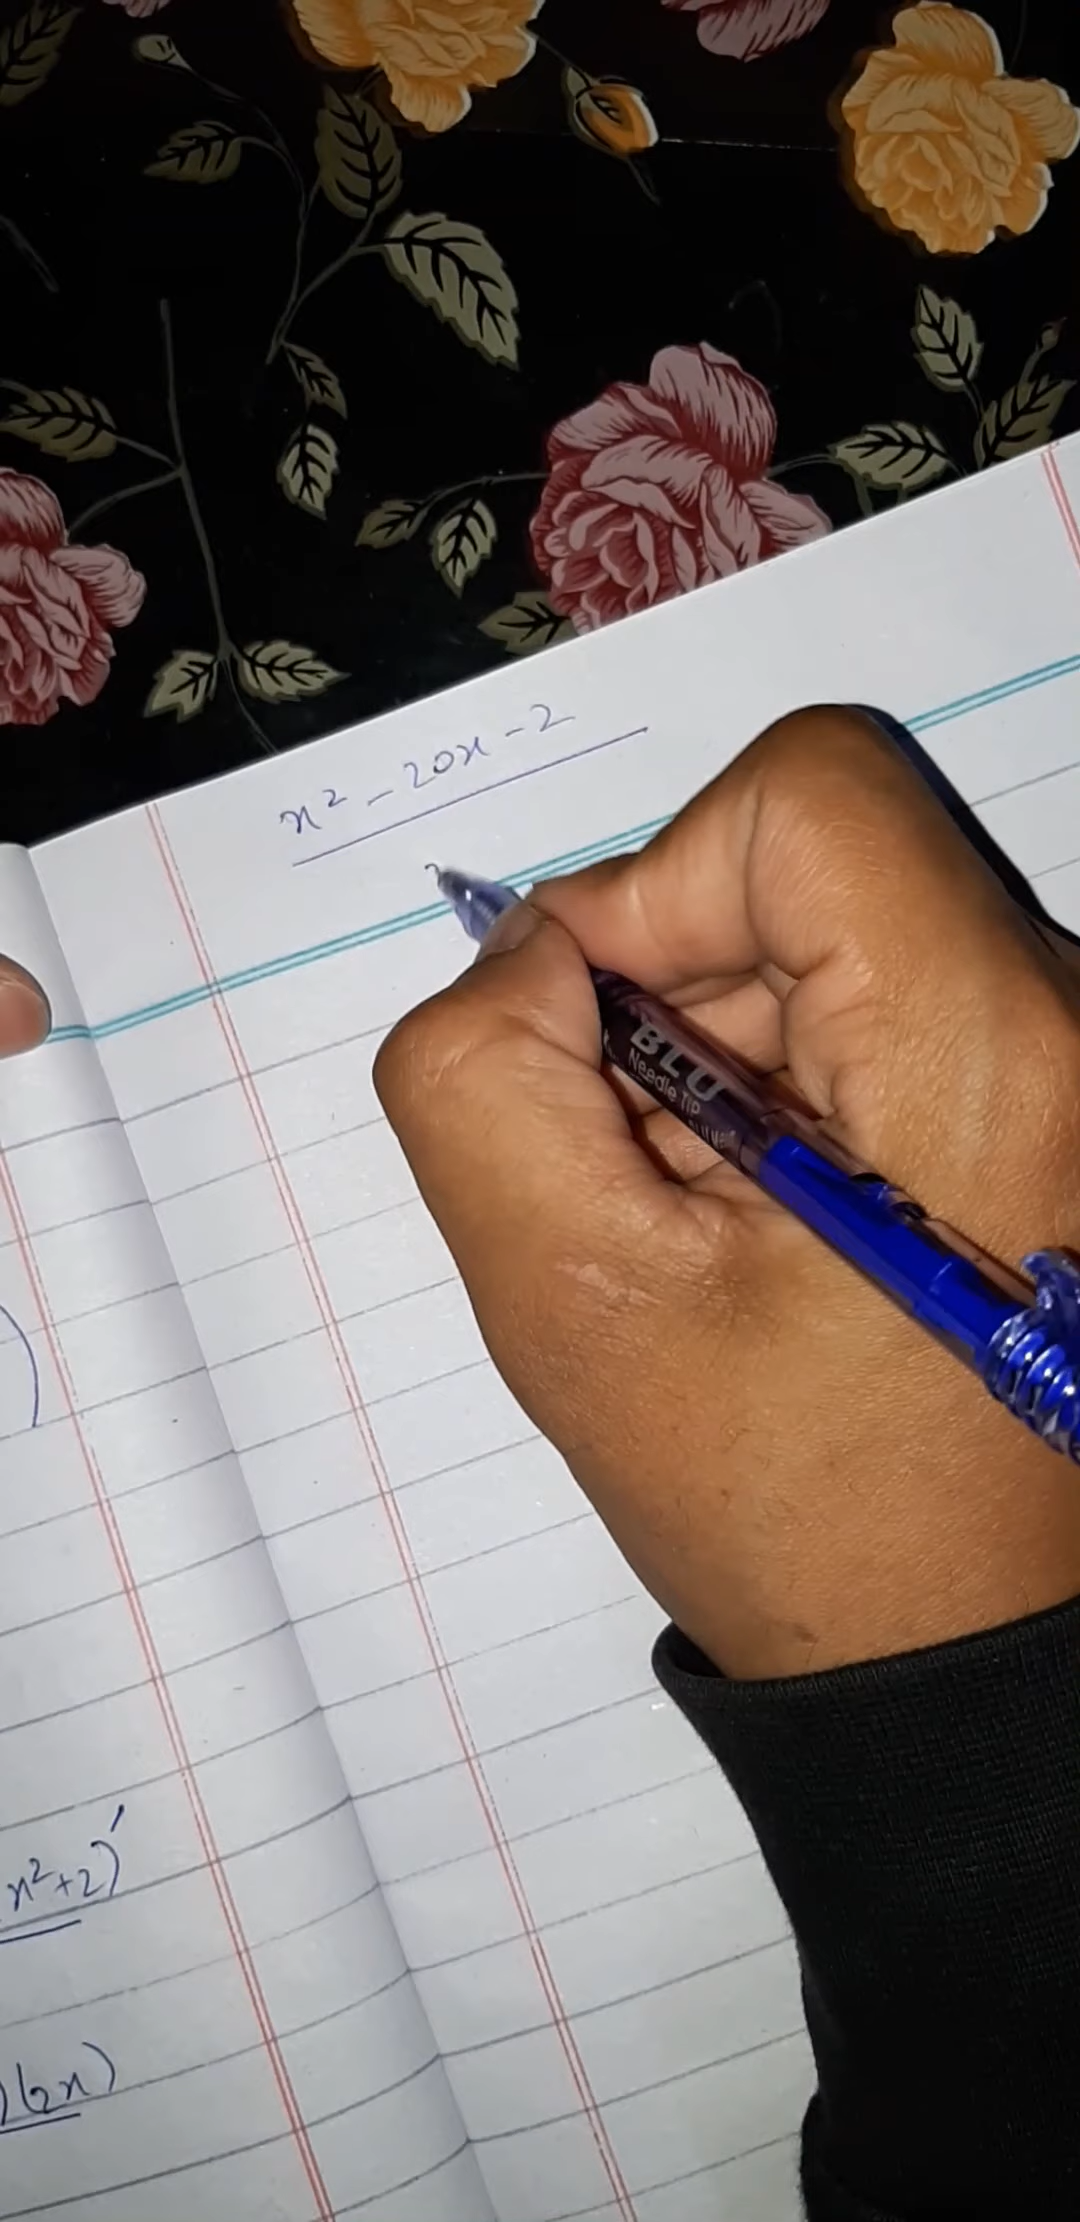 x² - 20x - 2
BLU
Needle TIP
x²+2)'
)(2x)